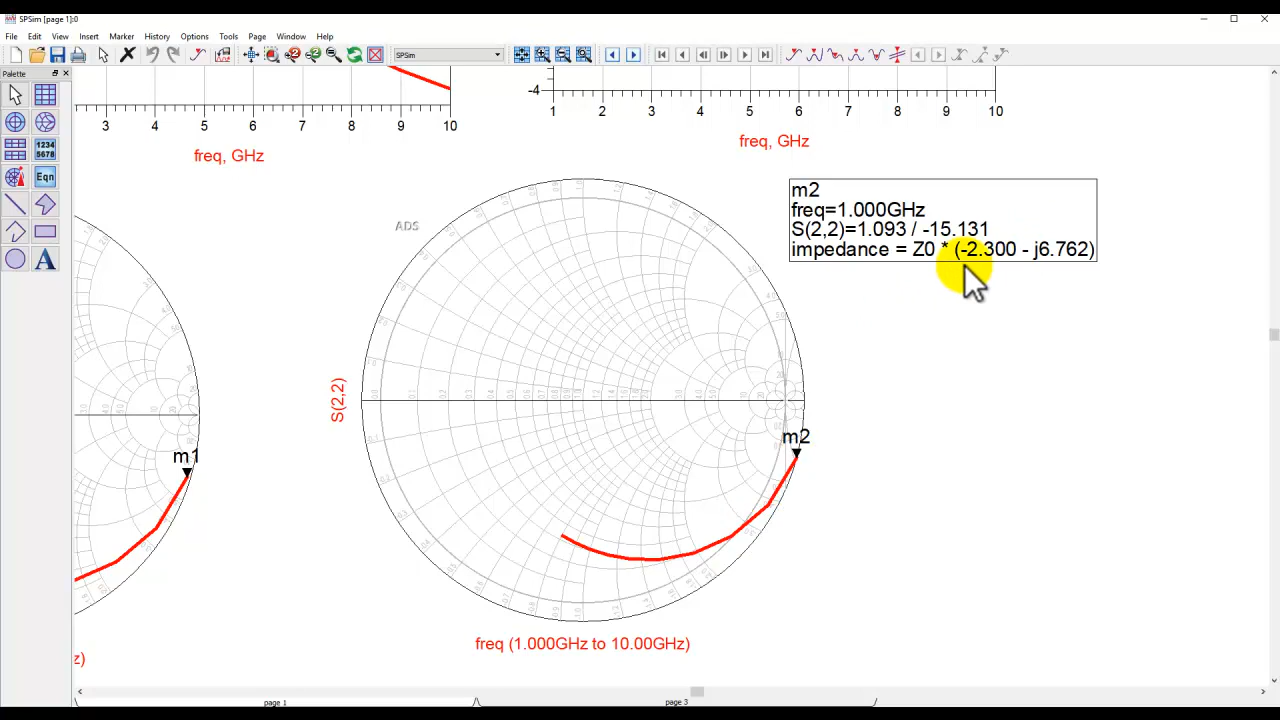 SPSim [page 1]:0
File Edit View Insert Marker History Options Tools Page Window Help
SPSim
Palette
-4
3 4 5 6 7 8 9 10
1 2 3 4 5 6 7 8 9 10
freq, GHz
freq, GHz
1234
5678
Eqn
A
ADS
m2
freq=1.000GHz
S(2,2)=1.093 / -15.131
impedance = Z0 * (-2.300 - j6.762)
S(2,2)
m1
m2
freq (1.000GHz to 10.00GHz)
z)
page 1
page 3